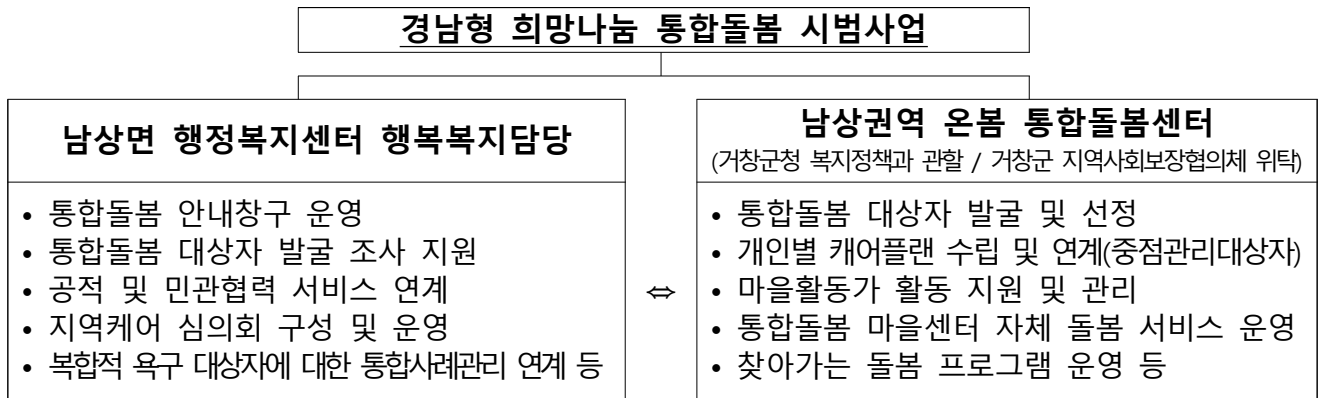 경남형 희망나눔 통합돌봄 시범사업
남상면 행정복지센터 행복복지담당
• 통합돌봄 안내창구 운영
• 통합돌봄 대상자 발굴 조사 지원
• 공적 및 민관협력 서비스 연계
• 지역케어 심의회 구성 및 운영
• 복합적 욕구 대상자에 대한 통합사례관리 연계 등
⇔
남상권역 온봄 통합돌봄센터
(거창군청 복지정책과 관할 / 거창군 지역사회보장협의체 위탁)
• 통합돌봄 대상자 발굴 및 선정
• 개인별 캐어플랜 수립 및 연계(중점관리대상자)
• 마을활동가 활동 지원 및 관리
• 통합돌봄 마을센터 자체 돌봄 서비스 운영
• 찾아가는 돌봄 프로그램 운영 등